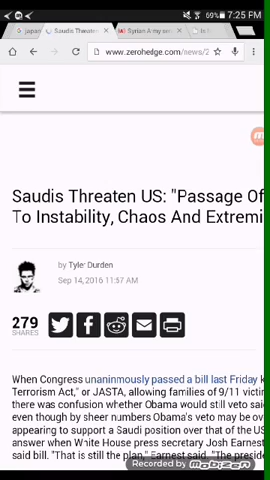 69% 7:25 PM
japan
Saudis Threaten
Syrian Army
www.zerohedge.com/news/2
Saudis Threaten US: "Passage Of
To Instability, Chaos And Extremi
by Tyler Durden
Sep 14, 2016 11:57 AM
279
SHARES
When Congress unaninmously passed a bill last Friday k
Terrorism Act," or JASTA, allowing families of 9/11 victin
there was confusion whether Obama would still veto said
even though by sheer numbers Obama's veto may be ov
appearing to support a Saudi position over that of the US
answer when White House press secretary Josh Earnest
said bill. "That is still the plan," Earnest said. "The preside
Recorded by Mobizen